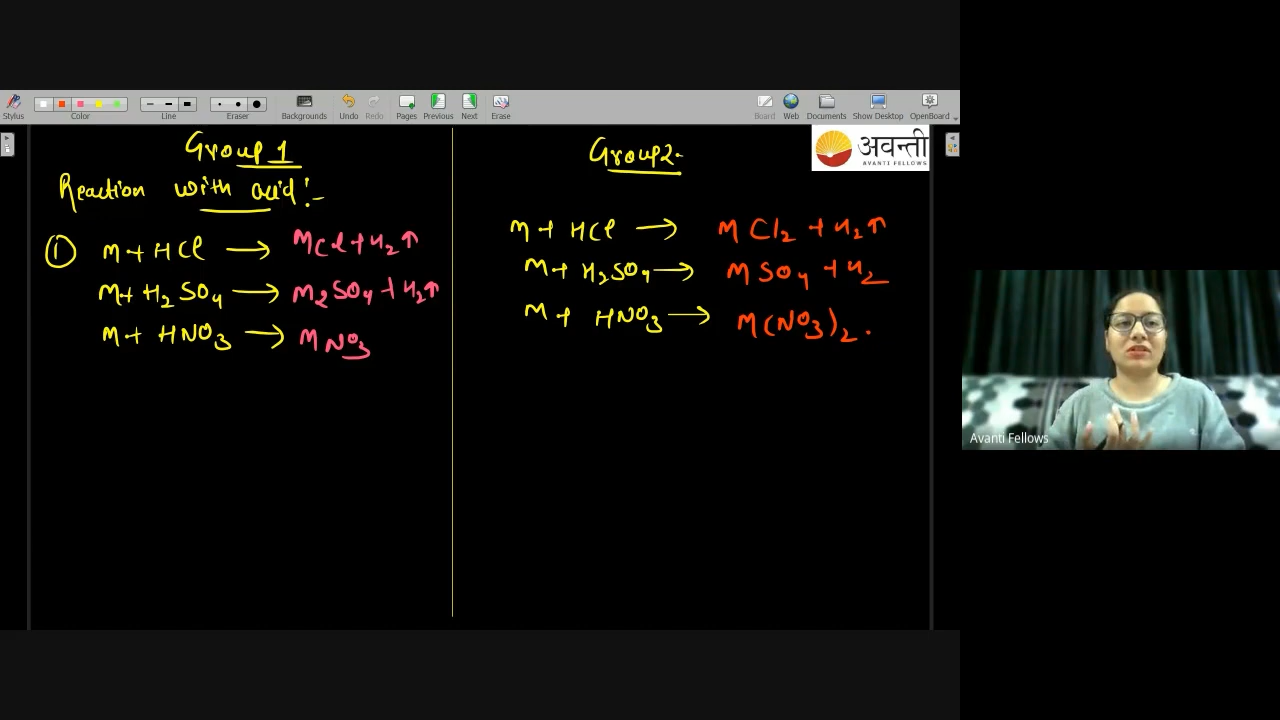 Stylus
Color
Line
Eraser
Backgrounds
Undo
Redo
Pages
Previous
Next
Erase
Board
Web
Documents
Show Desktop
OpenBoard
Group 1
Reaction with acid:-
① M + HCl → MCl + H2↑
M + H2SO4 → M2SO4 + H2↑
M + HNO3 → MNO3
Group 2.
M + HCl → MCl2 + H2↑
M + H2SO4 → MSO4 + H2
M + HNO3 → M(NO3)2.
अवन्ती
AVANTI FELLOWS
Avanti Fellows